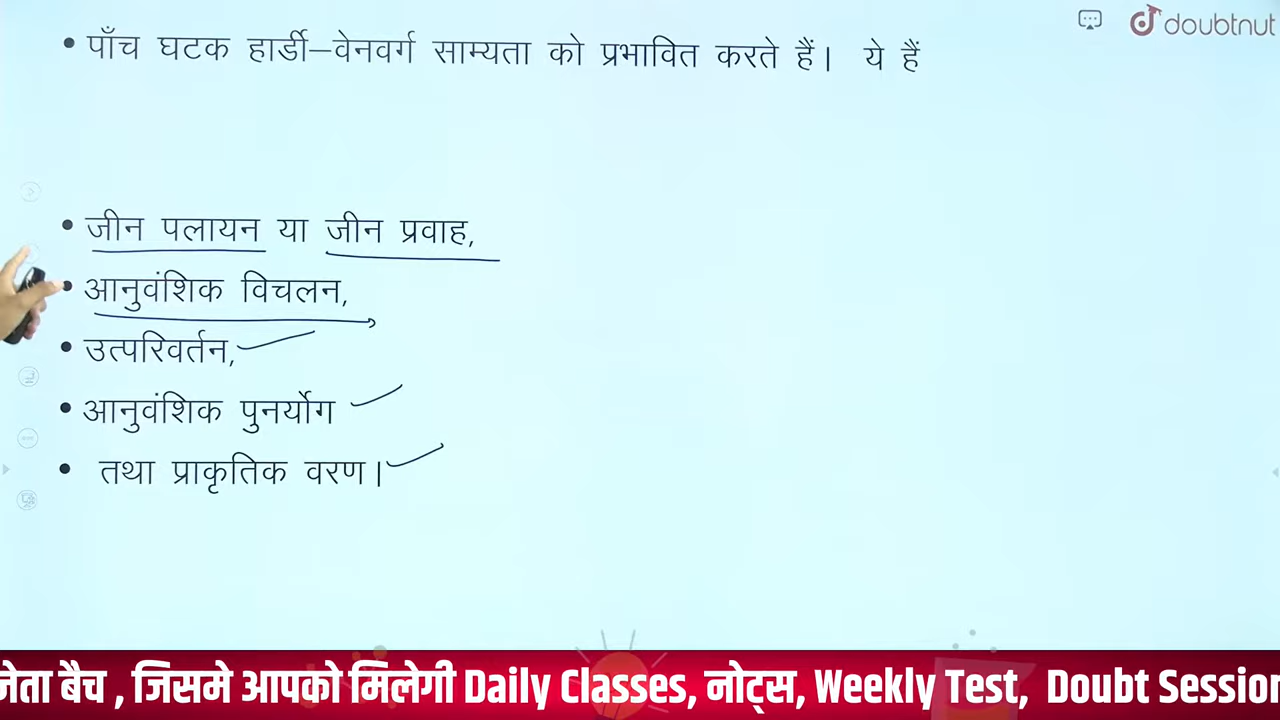 doubtnut
• पाँच घटक हार्डी–वेनवर्ग साम्यता को प्रभावित करते हैं। ये हैं
• जीन पलायन या जीन प्रवाह,
• आनुवंशिक विचलन,
• उत्परिवर्तन,
• आनुवंशिक पुनर्योग
• तथा प्राकृतिक वरण।
नेता बैच , जिसमे आपको मिलेगी Daily Classes, नोट्स, Weekly Test, Doubt Session